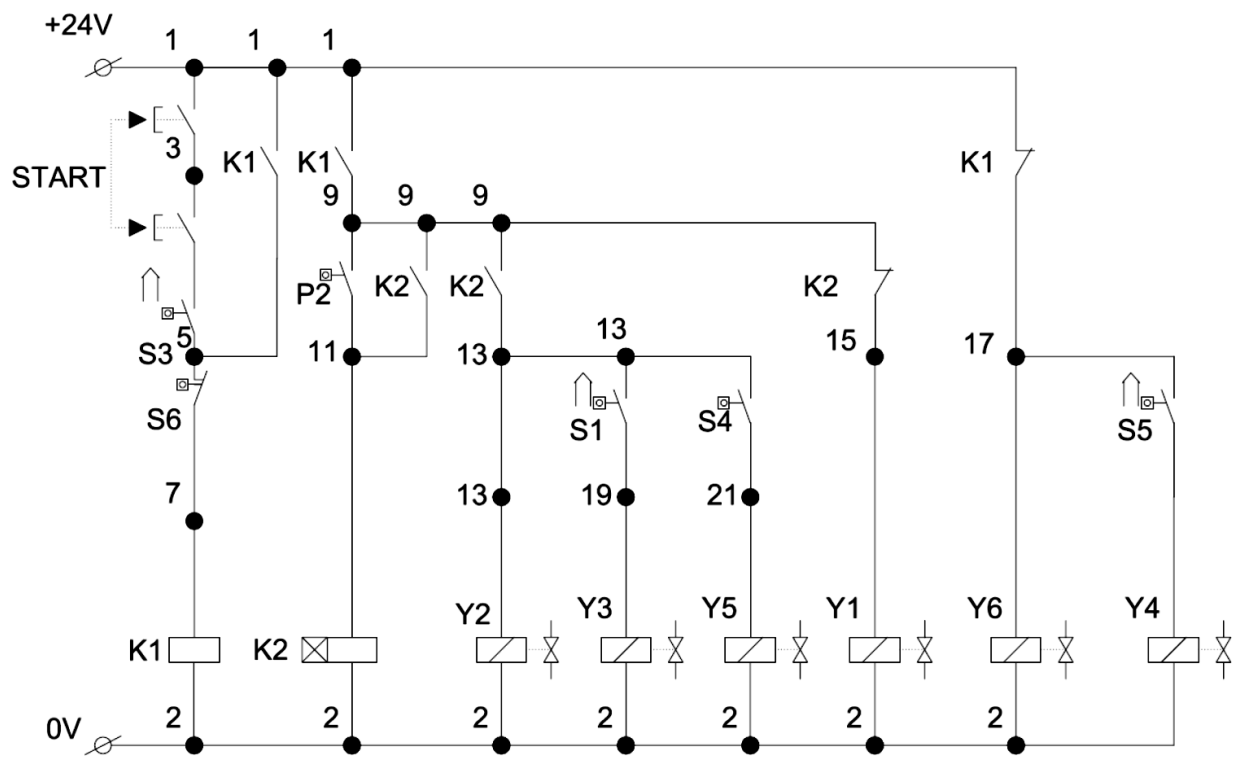 +24V 1 1 1
3 K1 K1 K1
START
9 9 9
P2 K2 K2 K2
5 13
S3 11 13 15 17
S6 S1 S4 S5
7 13 19 21
Y2 Y3 Y5 Y1 Y6 Y4
K1 K2
0V 2 2 2 2 2 2 2